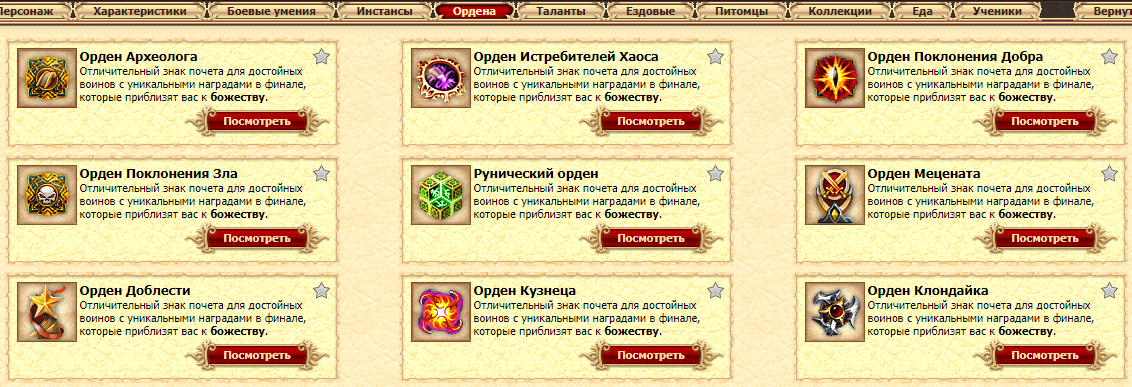 Персонаж Характеристики Боевые умения Инстансы Ордена Таланты Ездовые Питомцы Коллекции Еда Ученики
Орден Археолога
Отличительный знак почета для достойных
воинов с уникальными наградами в финале,
которые приблизят вас к божеству.
Посмотреть
Орден Истребителей Хаоса
Отличительный знак почета для достойных
воинов с уникальными наградами в финале,
которые приблизят вас к божеству.
Посмотреть
Орден Поклонения Добра
Отличительный знак почета для достойных
воинов с уникальными наградами в финале,
которые приблизят вас к божеству.
Посмотреть
Орден Поклонения Зла
Отличительный знак почета для достойных
воинов с уникальными наградами в финале,
которые приблизят вас к божеству.
Посмотреть
Рунический орден
Отличительный знак почета для достойных
воинов с уникальными наградами в финале,
которые приблизят вас к божеству.
Посмотреть
Орден Мецената
Отличительный знак почета для достойных
воинов с уникальными наградами в финале,
которые приблизят вас к божеству.
Посмотреть
Орден Доблести
Отличительный знак почета для достойных
воинов с уникальными наградами в финале,
которые приблизят вас к божеству.
Посмотреть
Орден Кузнеца
Отличительный знак почета для достойных
воинов с уникальными наградами в финале,
которые приблизят вас к божеству.
Посмотреть
Орден Клондайка
Отличительный знак почета для достойных
воинов с уникальными наградами в финале,
которые приблизят вас к божеству.
Посмотреть